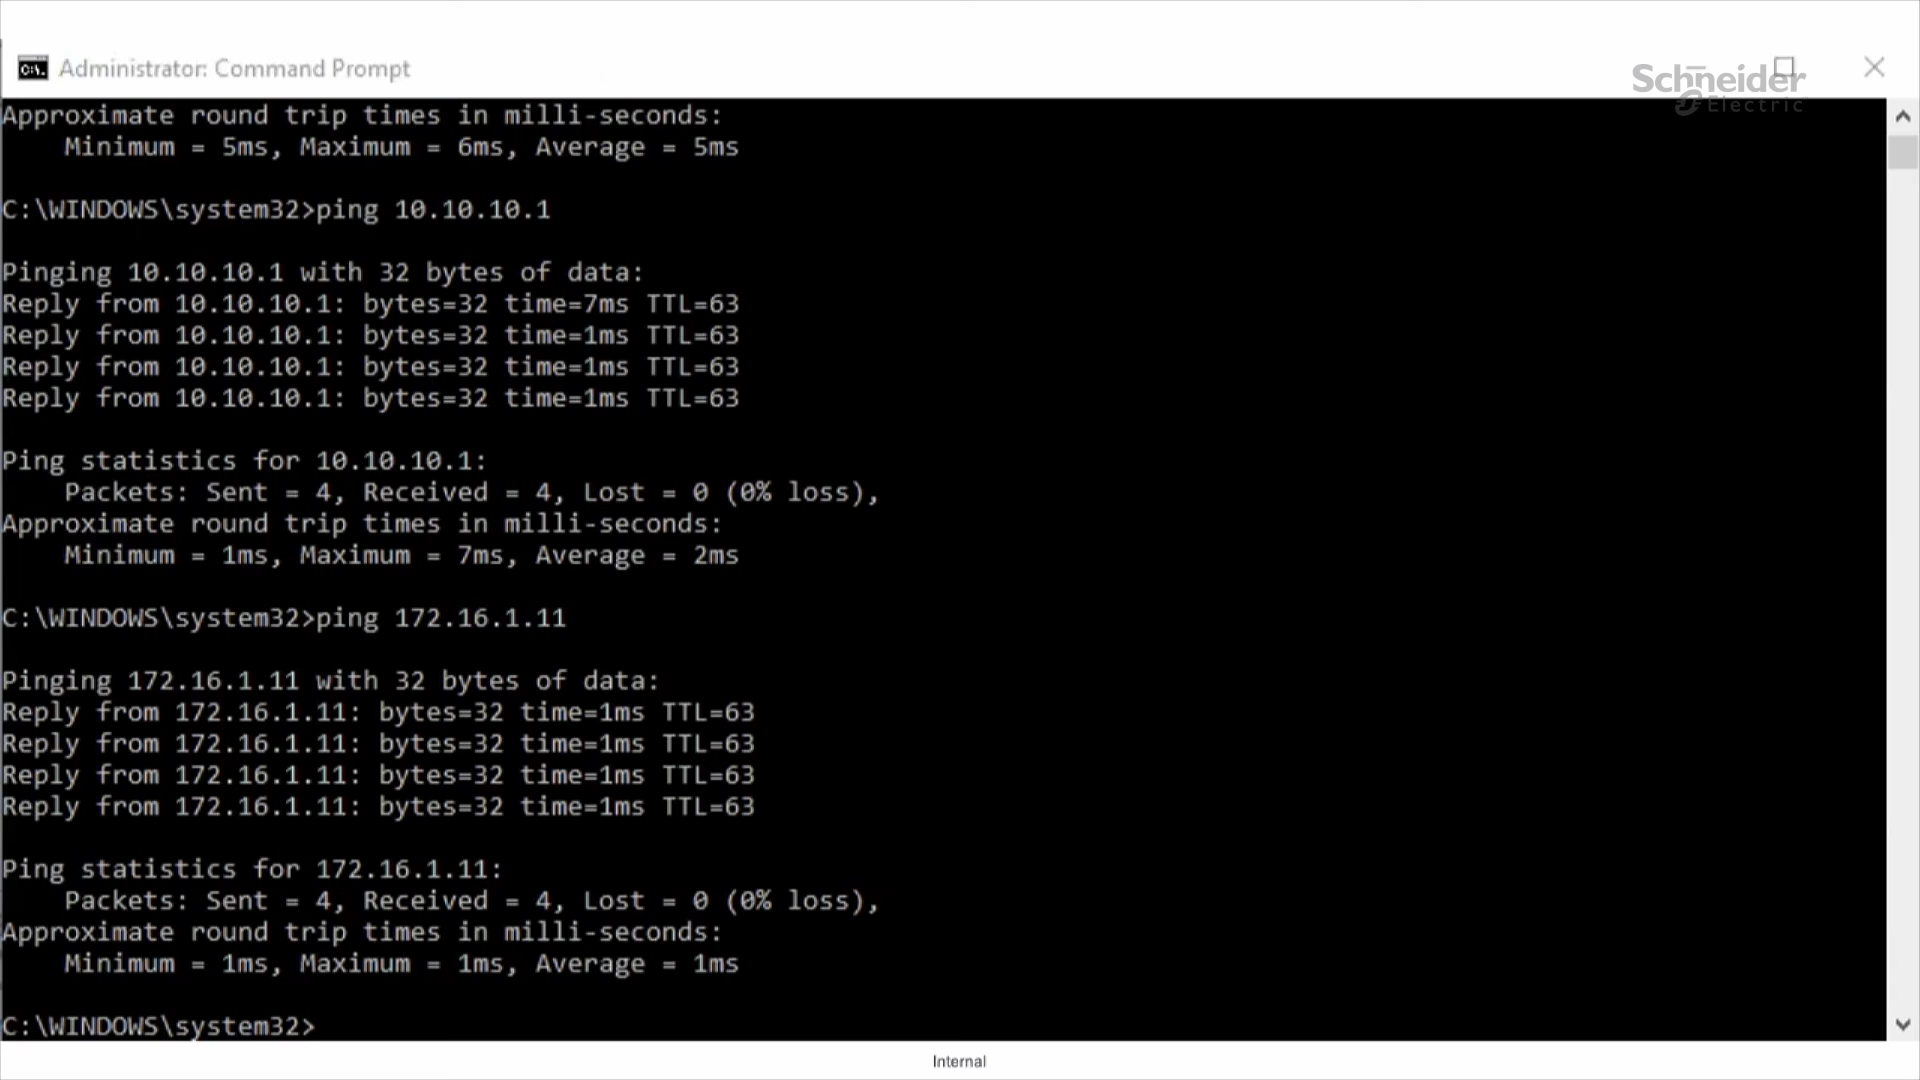 Administrator: Command Prompt
Schneider
Electric
Approximate round trip times in milli-seconds:
    Minimum = 5ms, Maximum = 6ms, Average = 5ms
C:\WINDOWS\system32>ping 10.10.10.1
Pinging 10.10.10.1 with 32 bytes of data:
Reply from 10.10.10.1: bytes=32 time=7ms TTL=63
Reply from 10.10.10.1: bytes=32 time=1ms TTL=63
Reply from 10.10.10.1: bytes=32 time=1ms TTL=63
Reply from 10.10.10.1: bytes=32 time=1ms TTL=63
Ping statistics for 10.10.10.1:
    Packets: Sent = 4, Received = 4, Lost = 0 (0% loss),
Approximate round trip times in milli-seconds:
    Minimum = 1ms, Maximum = 7ms, Average = 2ms
C:\WINDOWS\system32>ping 172.16.1.11
Pinging 172.16.1.11 with 32 bytes of data:
Reply from 172.16.1.11: bytes=32 time=1ms TTL=63
Reply from 172.16.1.11: bytes=32 time=1ms TTL=63
Reply from 172.16.1.11: bytes=32 time=1ms TTL=63
Reply from 172.16.1.11: bytes=32 time=1ms TTL=63
Ping statistics for 172.16.1.11:
    Packets: Sent = 4, Received = 4, Lost = 0 (0% loss),
Approximate round trip times in milli-seconds:
    Minimum = 1ms, Maximum = 1ms, Average = 1ms
C:\WINDOWS\system32>
Internal